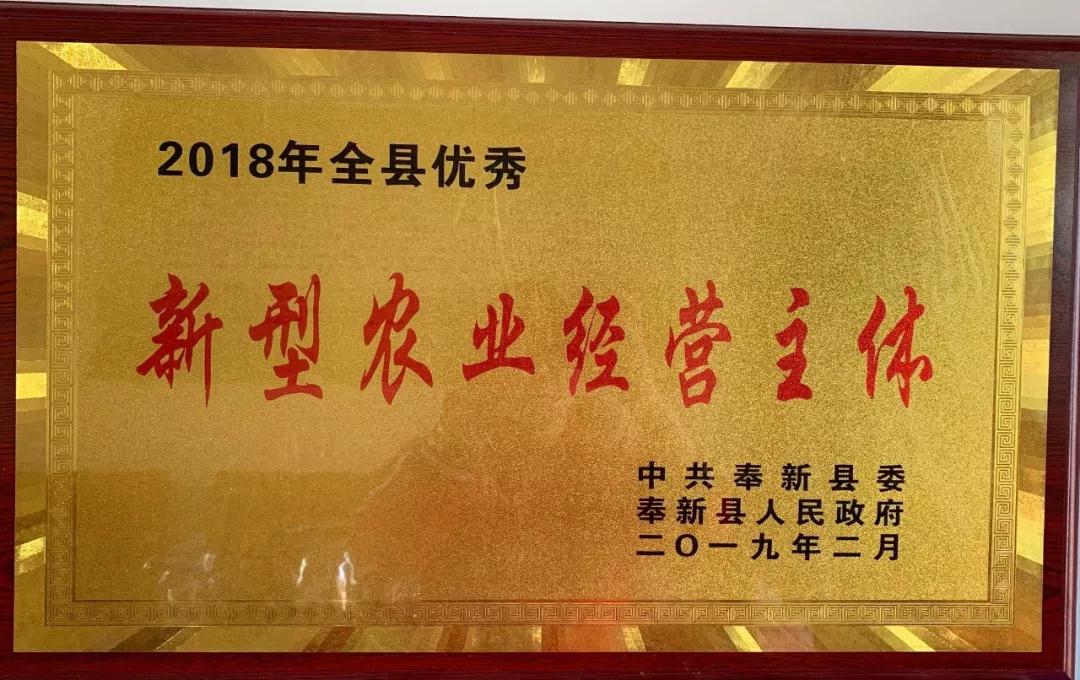 2018年全县优秀
新型农业经营主体
中共奉新县委
奉新县人民政府
二〇一九年二月